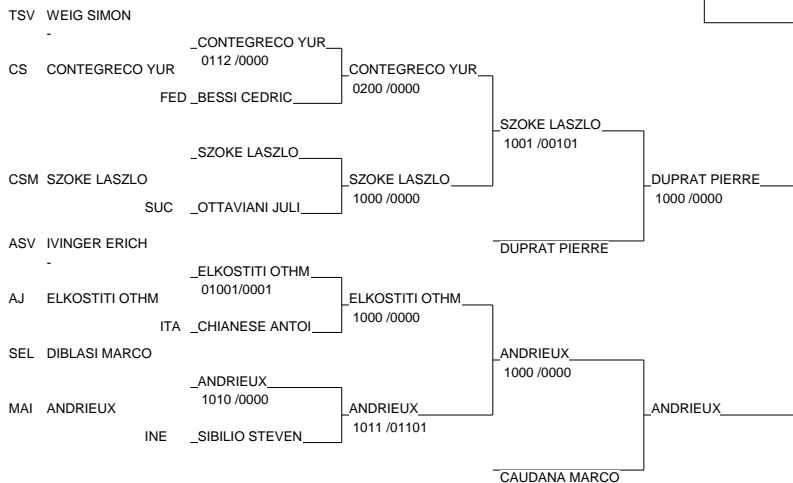 TSV WEIG SIMON
-
_CONTEGRECO YUR
0112 /0000
CS CONTEGRECO YUR
CONTEGRECO YUR
0200 /0000
FED _BESSI CEDRIC
SZOKE LASZLO
1001 /00101
_SZOKE LASZLO
CSM SZOKE LASZLO
SZOKE LASZLO
1000 /0000
DUPRAT PIERRE
1000 /0000
SUC _OTTAVIANI JULI
ASV IVINGER ERICH
-
DUPRAT PIERRE
_ELKOSTITI OTHM
01001/0001
AJ ELKOSTITI OTHM
ELKOSTITI OTHM
1000 /0000
ITA _CHIANESE ANTOI
SEL DIBLASI MARCO
ANDRIEUX
1000 /0000
_ANDRIEUX
1010 /0000
MAI ANDRIEUX
ANDRIEUX
1011 /01101
ANDRIEUX
INE _SIBILIO STEVEN
CAUDANA MARCO